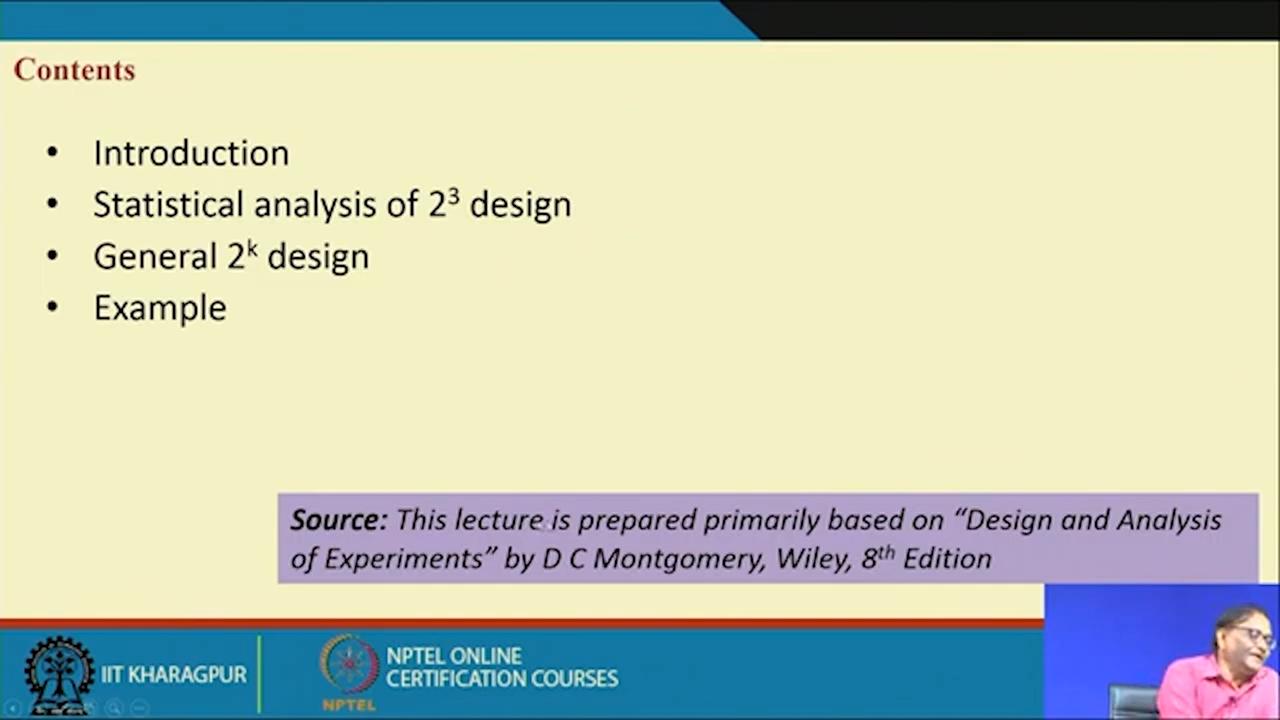 Contents
• Introduction
• Statistical analysis of 2³ design
• General 2ᵏ design
• Example
Source: This lecture is prepared primarily based on “Design and Analysis
of Experiments” by D C Montgomery, Wiley, 8ᵗʰ Edition
IIT KHARAGPUR
NPTEL
NPTEL ONLINE
CERTIFICATION COURSES